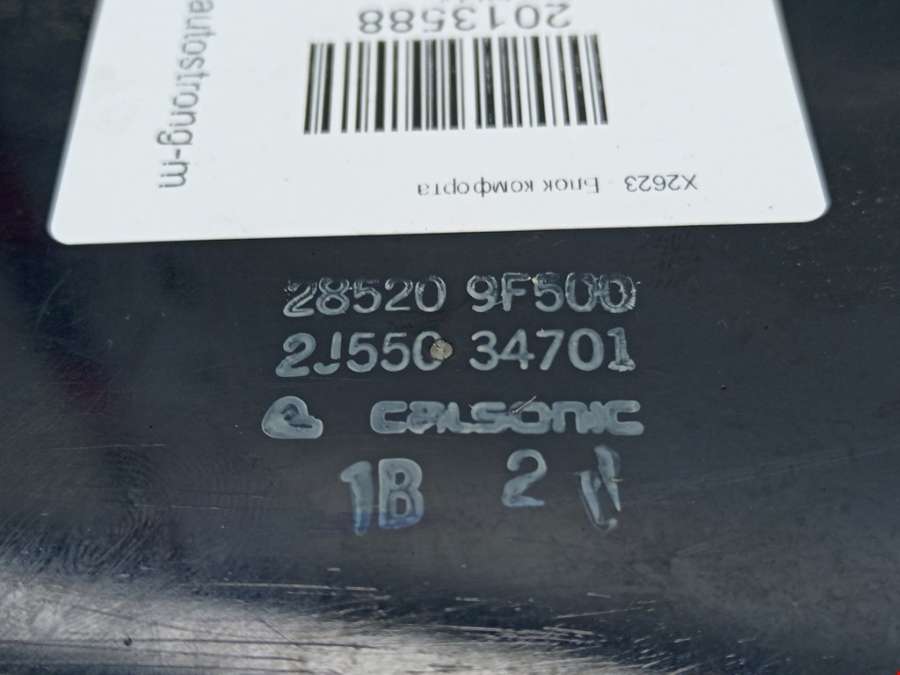 autostrong-m
2013588
X2623 Блок комфорта
28520 9F500
2J550 34701
CALSONIC
1B 2